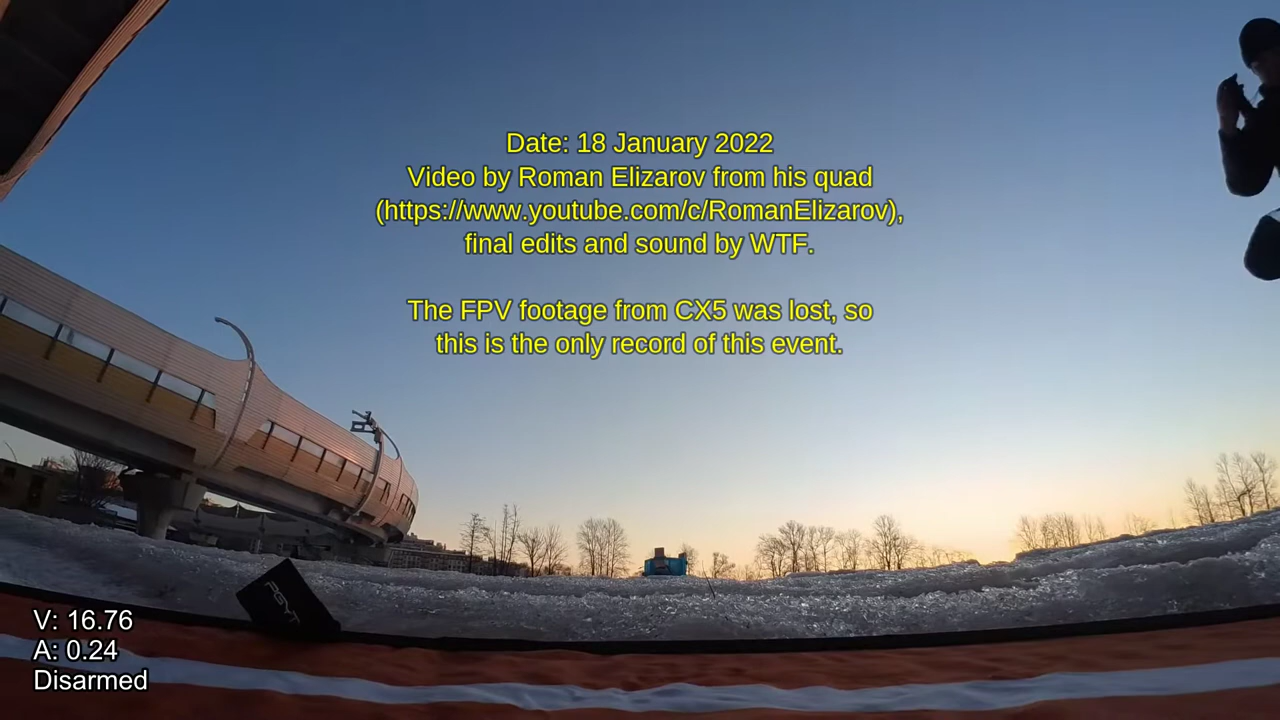 Date: 18 January 2022
Video by Roman Elizarov from his quad
(https://www.youtube.com/c/RomanElizarov),
final edits and sound by WTF.
The FPV footage from CX5 was lost, so
this is the only record of this event.
PGYT
V: 16.76
A: 0.24
Disarmed